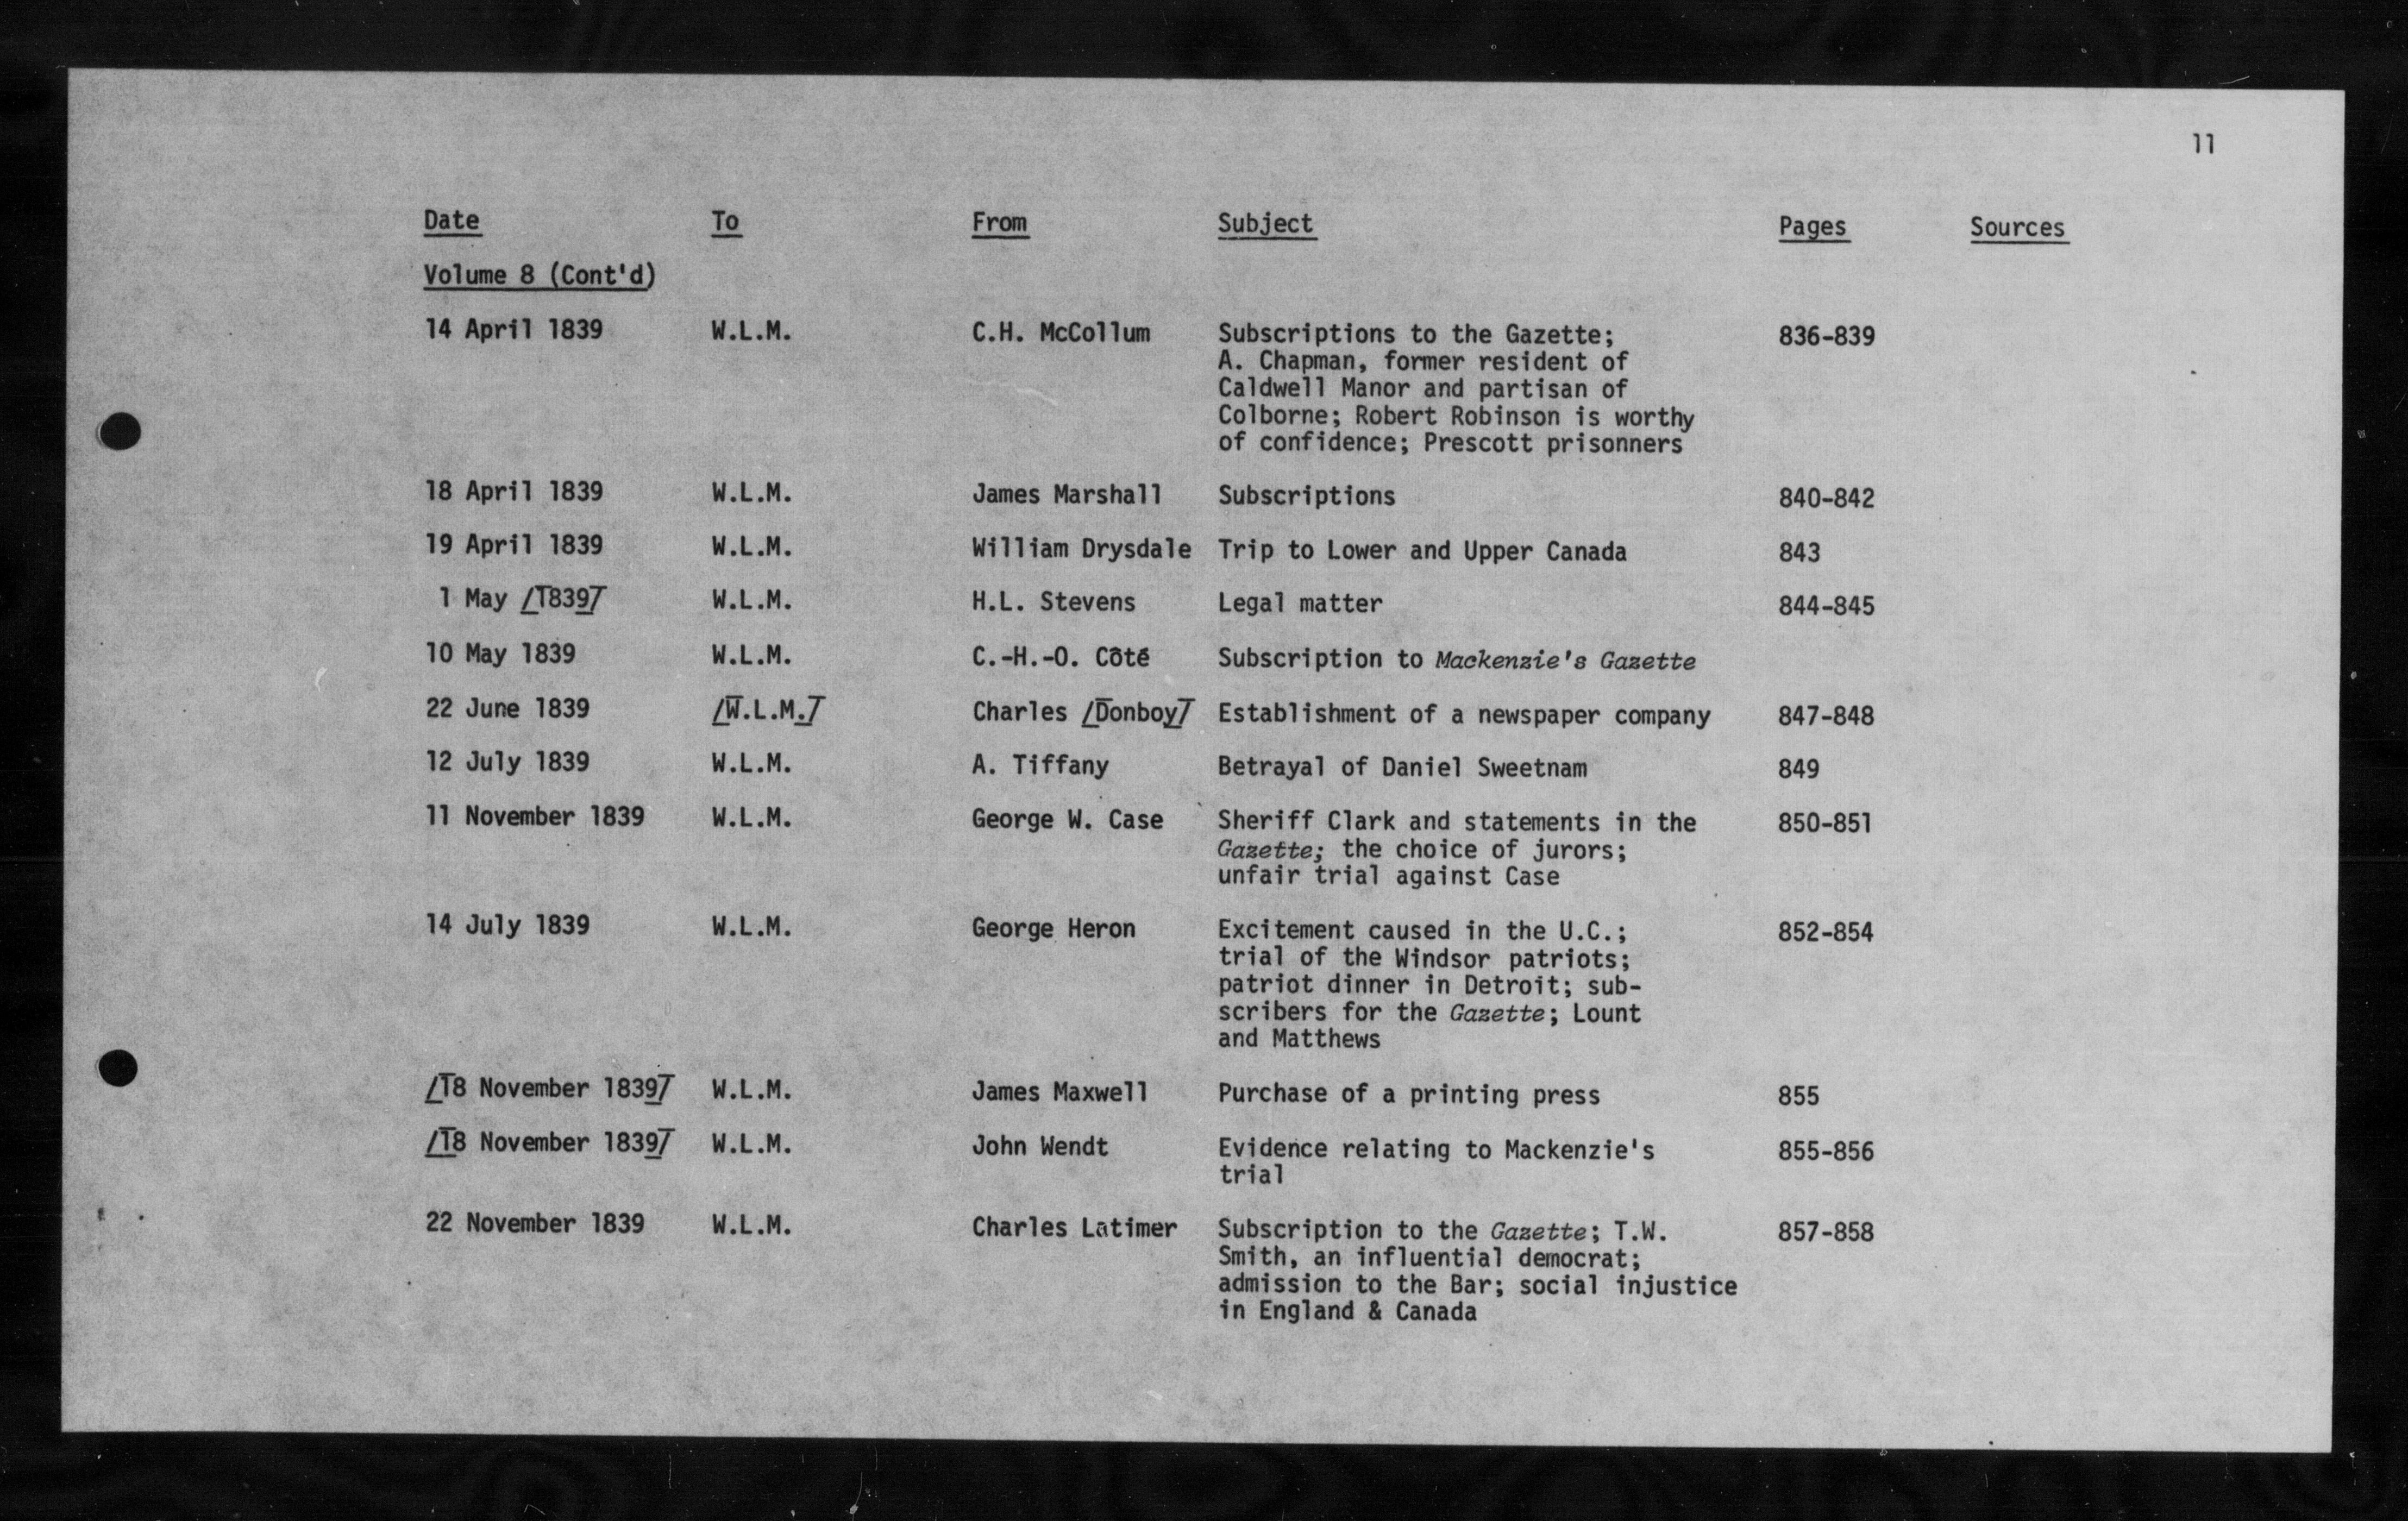 11
Date To From Subject Pages Sources
Volume 8 (Cont'd)
14 April 1839 W.L.M. C.H. McCollum Subscriptions to the Gazette; 836-839
A. Chapman, former resident of
Caldwell Manor and partisan of
Colborne; Robert Robinson is worthy
of confidence; Prescott prisonners
18 April 1839 W.L.M. James Marshall Subscriptions 840-842
19 April 1839 W.L.M. William Drysdale Trip to Lower and Upper Canada 843
1 May [1839] W.L.M. H.L. Stevens Legal matter 844-845
10 May 1839 W.L.M. C.-H.-O. Côté Subscription to Mackenzie's Gazette
22 June 1839 [W.L.M.] Charles [Donboy] Establishment of a newspaper company 847-848
12 July 1839 W.L.M. A. Tiffany Betrayal of Daniel Sweetnam 849
11 November 1839 W.L.M. George W. Case Sheriff Clark and statements in the 850-851
Gazette; the choice of jurors;
unfair trial against Case
14 July 1839 W.L.M. George Heron Excitement caused in the U.C.; 852-854
trial of the Windsor patriots;
patriot dinner in Detroit; sub-
scribers for the Gazette; Lount
and Matthews
[18 November 1839] W.L.M. James Maxwell Purchase of a printing press 855
[18 November 1839] W.L.M. John Wendt Evidence relating to Mackenzie's 855-856
trial
22 November 1839 W.L.M. Charles Latimer Subscription to the Gazette; T.W. 857-858
Smith, an influential democrat;
admission to the Bar; social injustice
in England & Canada